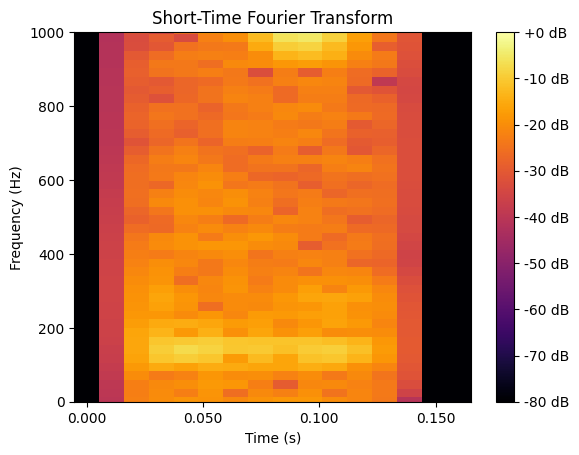 Short-Time Fourier Transform
1000
800
600
400
200
0
Frequency (Hz)
0.000
0.050
0.100
0.150
Time (s)
+0 dB
-10 dB
-20 dB
-30 dB
-40 dB
-50 dB
-60 dB
-70 dB
-80 dB